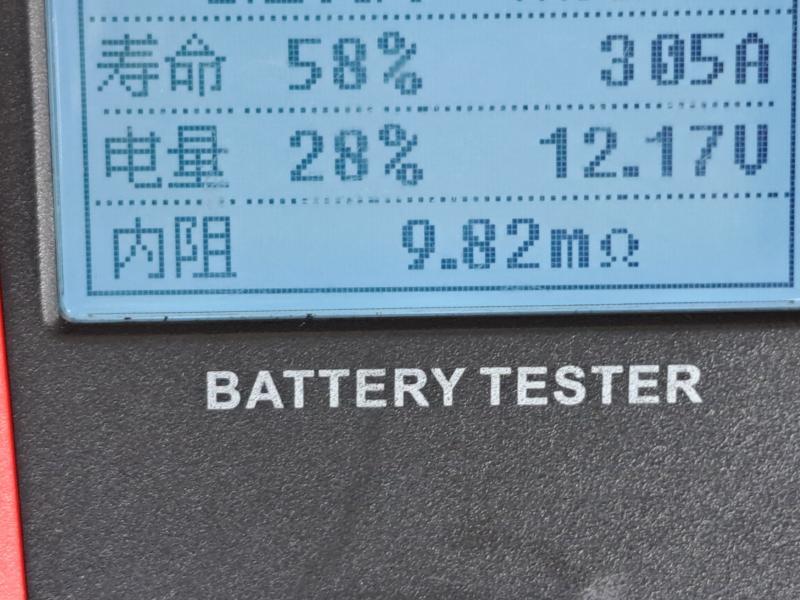 寿命 58% 305A
电量 28% 12.17V
内阻 9.82mΩ
BATTERY TESTER